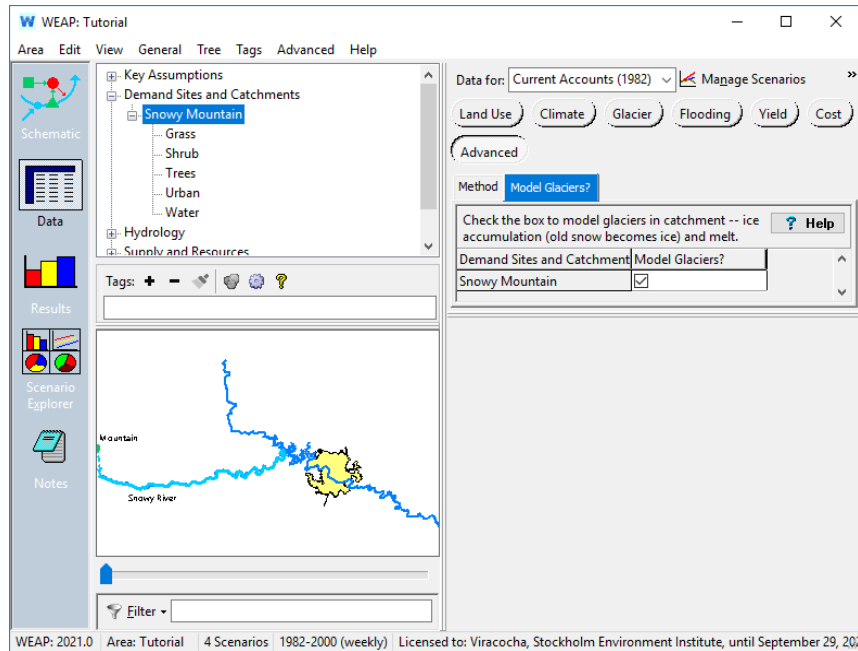 WEAP: Tutorial
Area Edit View General Tree Tags Advanced Help
Schematic
Data
Results
Scenario
Explorer
Notes
Key Assumptions
Demand Sites and Catchments
Snowy Mountain
Grass
Shrub
Trees
Urban
Water
Hydrology
Supply and Resources
Tags:
Mountain
Snowy River
Filter
Data for: Current Accounts (1982) Manage Scenarios »
Land Use Climate Glacier Flooding Yield Cost
Advanced
Method Model Glaciers?
Check the box to model glaciers in catchment -- ice
accumulation (old snow becomes ice) and melt.
? Help
Demand Sites and Catchment Model Glaciers?
Snowy Mountain
WEAP: 2021.0 Area: Tutorial 4 Scenarios 1982-2000 (weekly) Licensed to: Viracocha, Stockholm Environment Institute, until September 29,